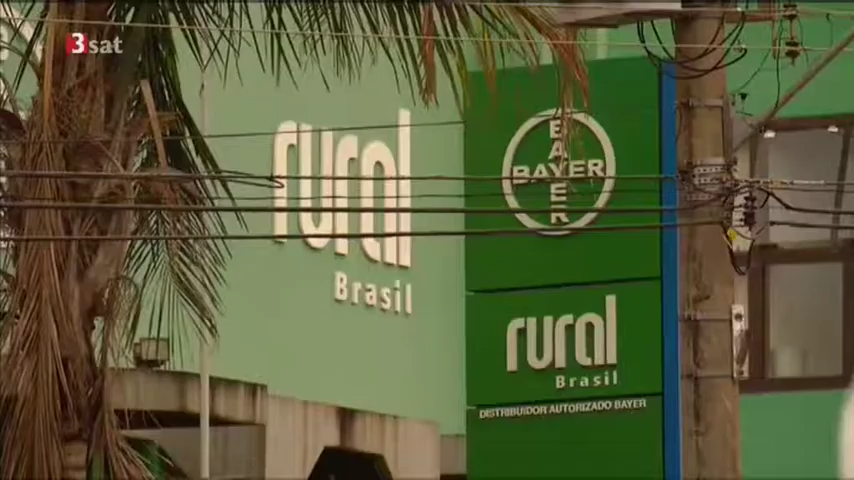 3sat
rural
Brasil
BAYER
BAYER
rural
Brasil
DISTRIBUIDOR AUTORIZADO BAYER